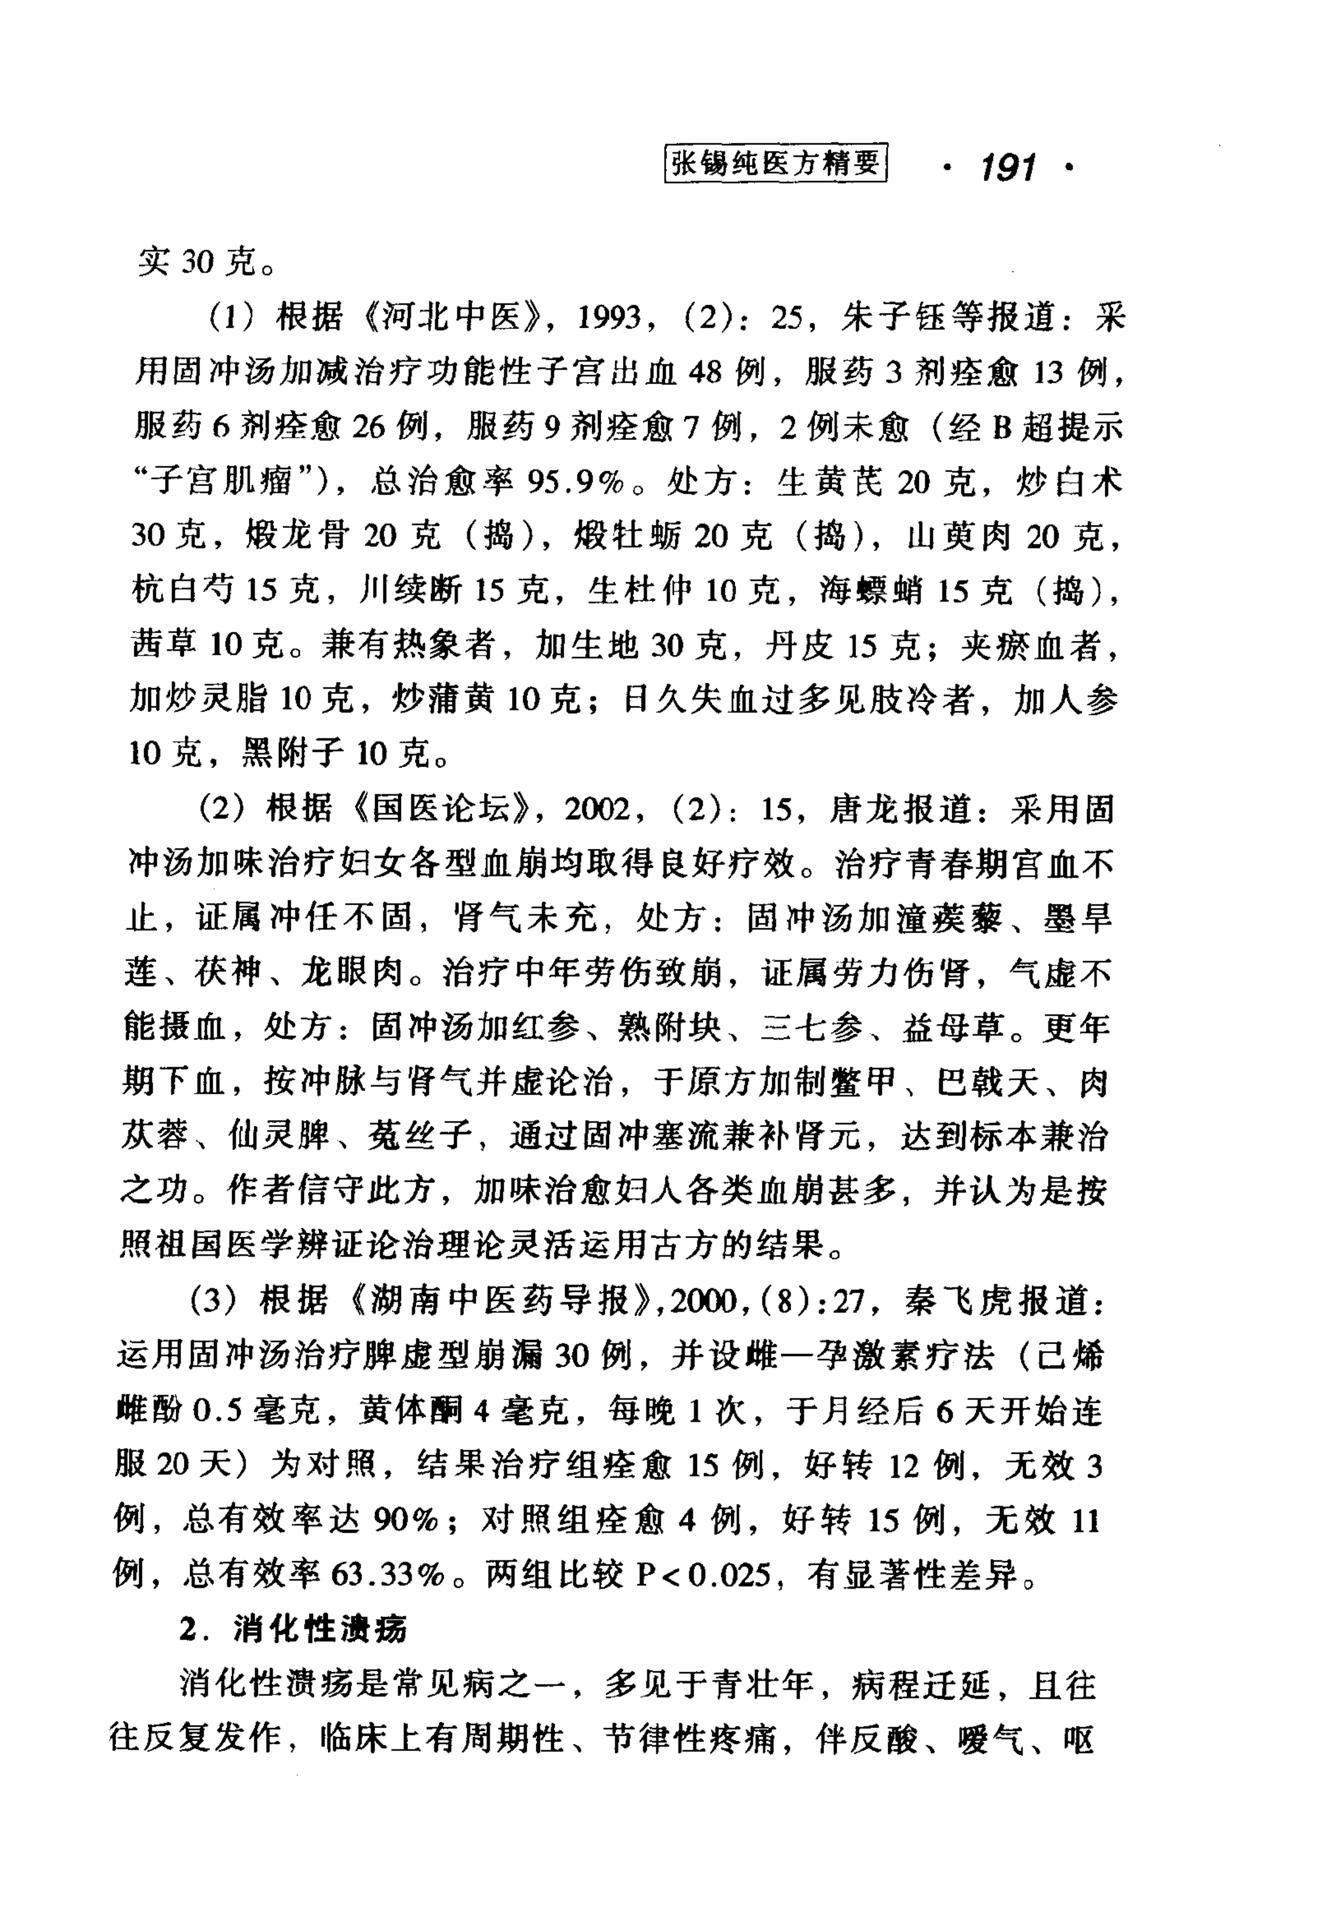 张锡纯医方精要 · 191 ·
实 30 克。
(1) 根据《河北中医》, 1993, (2): 25, 朱子钰等报道: 采
用固冲汤加减治疗功能性子宫出血 48 例, 服药 3 剂痊愈 13 例,
服药 6 剂痊愈 26 例, 服药 9 剂痊愈 7 例, 2 例未愈 (经 B 超提示
“子宫肌瘤”), 总治愈率 95.9%。处方: 生黄芪 20 克, 炒白术
30 克, 煅龙骨 20 克 (捣), 煅牡蛎 20 克 (捣), 山萸肉 20 克,
杭白芍 15 克, 川续断 15 克, 生杜仲 10 克, 海螵蛸 15 克 (捣),
茜草 10 克。兼有热象者, 加生地 30 克, 丹皮 15 克; 夹瘀血者,
加炒灵脂 10 克, 炒蒲黄 10 克; 日久失血过多见肢冷者, 加人参
10 克, 黑附子 10 克。
(2) 根据《国医论坛》, 2002, (2): 15, 唐龙报道: 采用固
冲汤加味治疗妇女各型血崩均取得良好疗效。治疗青春期宫血不
止, 证属冲任不固, 肾气未充, 处方: 固冲汤加潼蒺藜、墨旱
莲、茯神、龙眼肉。治疗中年劳伤致崩, 证属劳力伤肾, 气虚不
能摄血, 处方: 固冲汤加红参、熟附块、三七参、益母草。更年
期下血, 按冲脉与肾气并虚论治, 于原方加制鳖甲、巴戟天、肉
苁蓉、仙灵脾、菟丝子, 通过固冲塞流兼补肾元, 达到标本兼治
之功。作者信守此方, 加味治愈妇人各类血崩甚多, 并认为是按
照祖国医学辨证论治理论灵活运用古方的结果。
(3) 根据《湖南中医药导报》,2000,(8):27, 秦飞虎报道:
运用固冲汤治疗脾虚型崩漏 30 例, 并设雌—孕激素疗法 (己烯
雌酚 0.5 毫克, 黄体酮 4 毫克, 每晚 1 次, 于月经后 6 天开始连
服 20 天) 为对照, 结果治疗组痊愈 15 例, 好转 12 例, 无效 3
例, 总有效率达 90%; 对照组痊愈 4 例, 好转 15 例, 无效 11
例, 总有效率 63.33%。两组比较 P<0.025, 有显著性差异。
2. 消化性溃疡
消化性溃疡是常见病之一, 多见于青壮年, 病程迁延, 且往
往反复发作, 临床上有周期性、节律性疼痛, 伴反酸、嗳气、呕